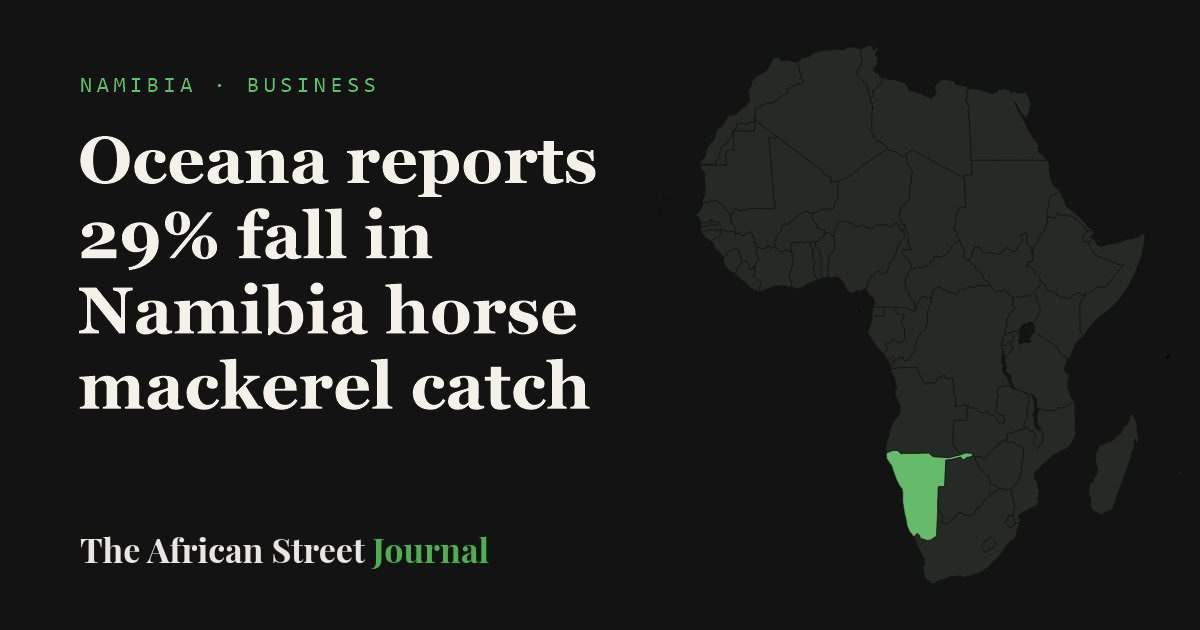 NAMIBIA · BUSINESS
Oceana reports
29% fall in
Namibia horse
mackerel catch
The African Street Journal